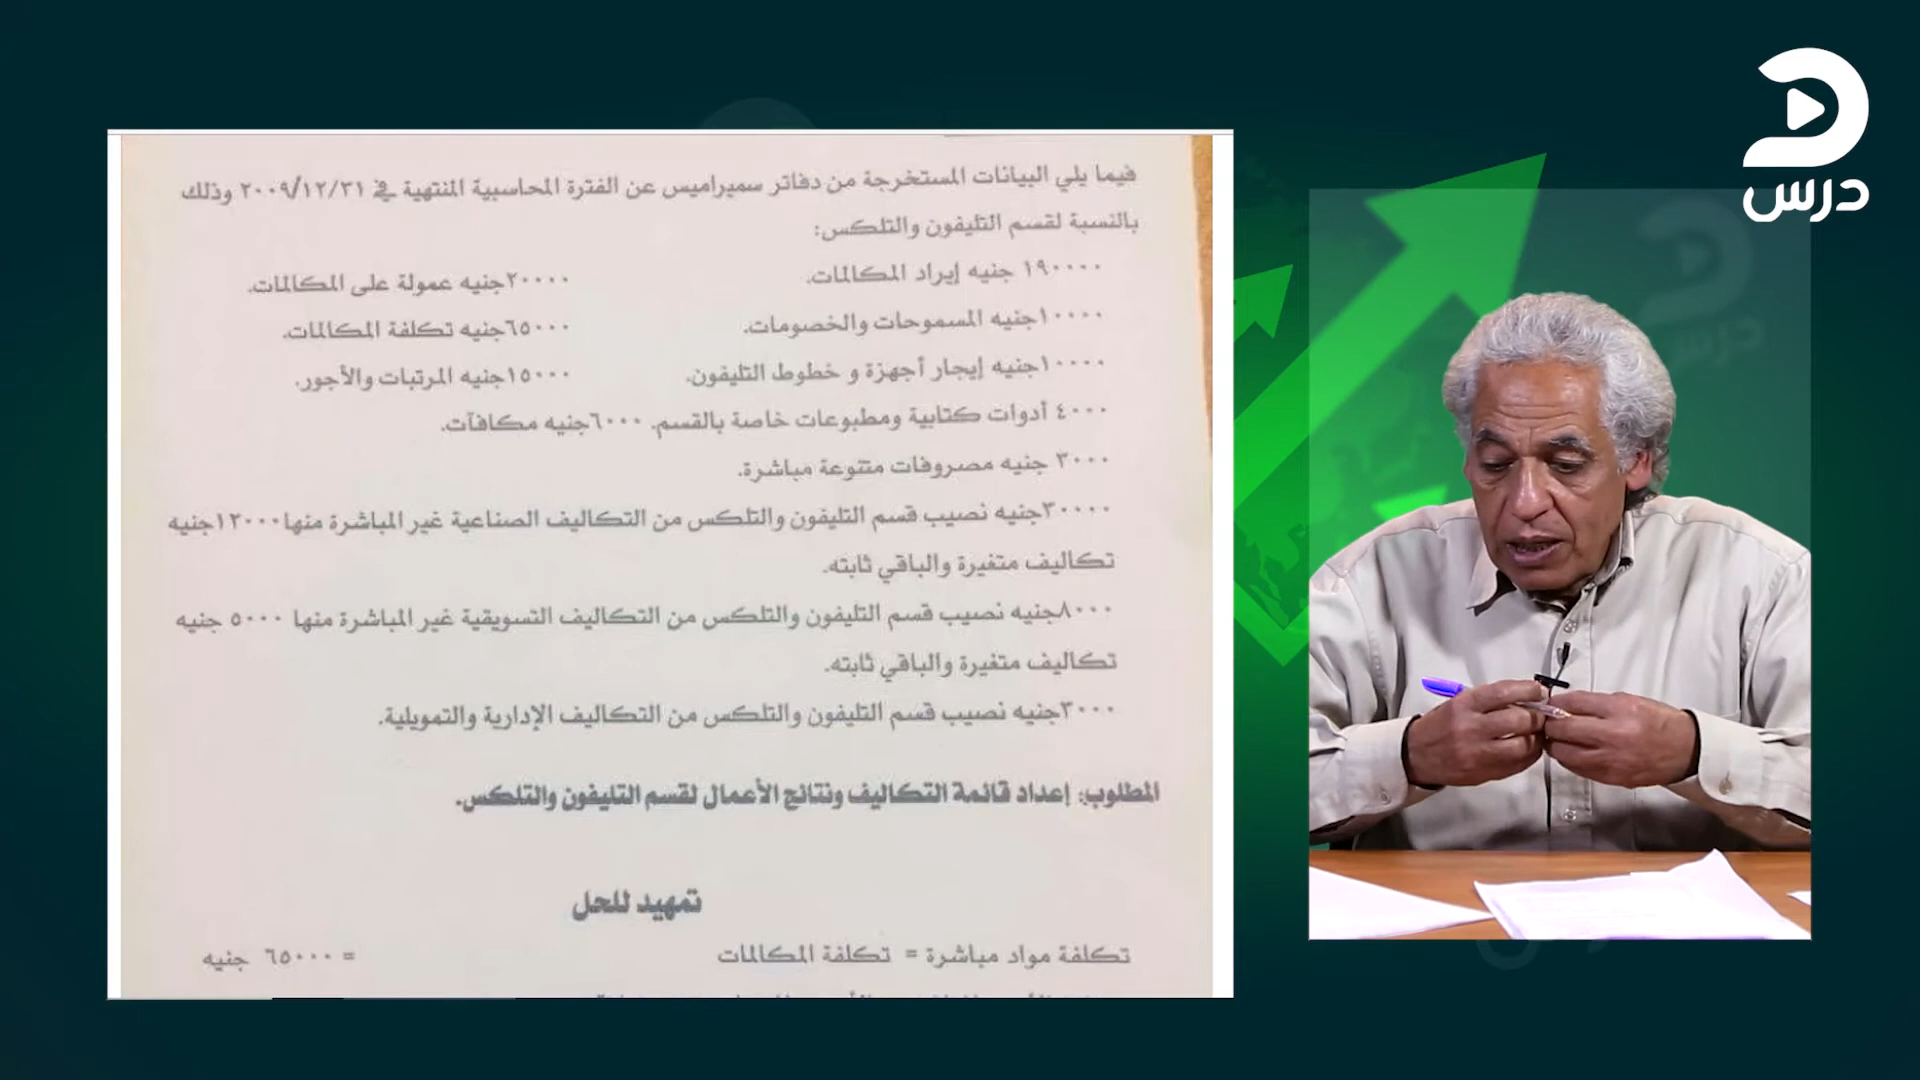 درس
فيما يلي البيانات المستخرجة من دفاتر سميراميس عن الفترة المحاسبية المنتهية في ٢٠٠٩/١٢/٣١ وذلك
بالنسبة لقسم التليفون والتلكس:
١٩٠٠٠٠ جنيه إيراد المكالمات. ٢٠٠٠٠جنيه عمولة على المكالمات.
١٠٠٠٠جنيه المسموحات والخصومات. ٦٥٠٠٠جنيه تكلفة المكالمات.
١٠٠٠٠جنيه إيجار أجهزة و خطوط التليفون. ١٥٠٠٠جنيه المرتبات والأجور.
٤٠٠٠ أدوات كتابية ومطبوعات خاصة بالقسم. ٦٠٠٠جنيه مكافآت.
٣٠٠٠ جنيه مصروفات متنوعة مباشرة.
٣٠٠٠٠جنيه نصيب قسم التليفون والتلكس من التكاليف الصناعية غير المباشرة منها ١٢٠٠٠جنيه
تكاليف متغيرة والباقي ثابته.
٨٠٠٠جنيه نصيب قسم التليفون والتلكس من التكاليف التسويقية غير المباشرة منها ٥٠٠٠ جنيه
تكاليف متغيرة والباقي ثابته.
٣٠٠٠جنيه نصيب قسم التليفون والتلكس من التكاليف الإدارية والتمويلية.
المطلوب: إعداد قائمة التكاليف ونتائج الأعمال لقسم التليفون والتلكس.
تمهيد للحل
تكلفة مواد مباشرة = تكلفة المكالمات = ٦٥٠٠٠ جنيه